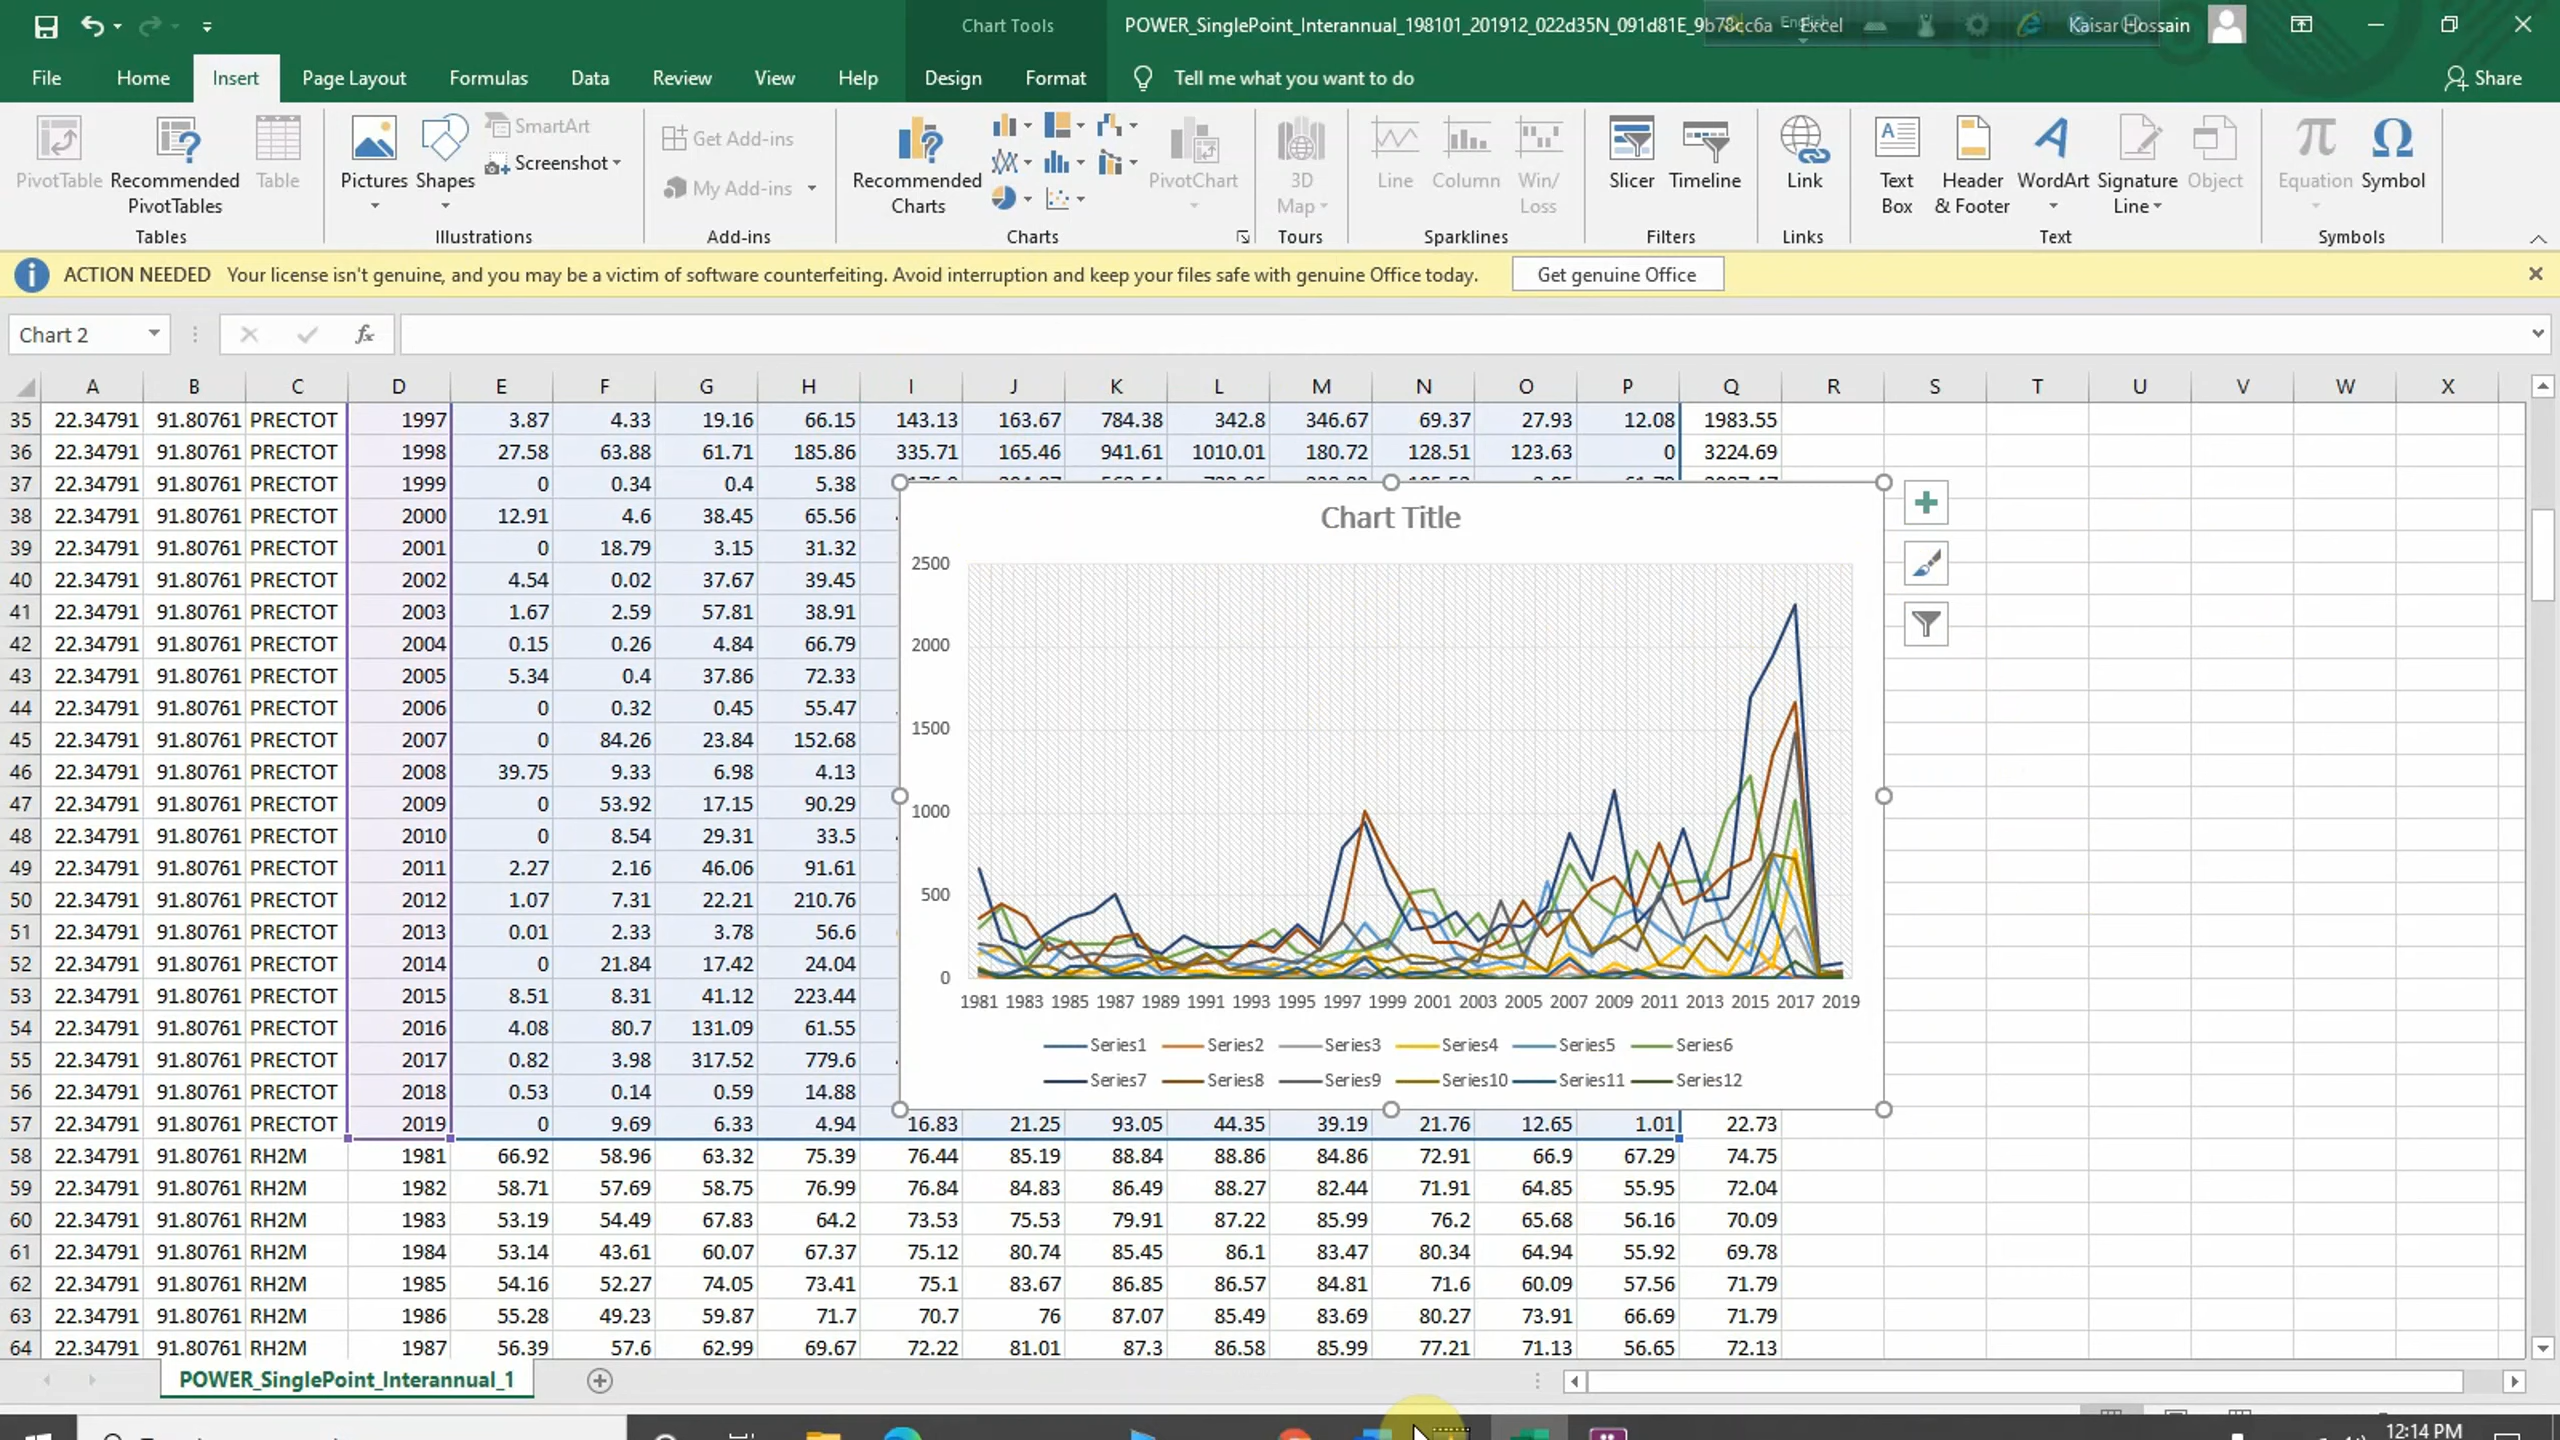 Chart Tools
POWER_SinglePoint_Interannual_198101_201912_022d35N_091d81E_9b78cc6a - Excel
English
Kaisar Hossain
File Home Insert Page Layout Formulas Data Review View Help Design Format Tell me what you want to do Share
PivotTable
Recommended
PivotTables
Table
Tables
Pictures
Shapes
SmartArt
Screenshot
Illustrations
Get Add-ins
My Add-ins
Add-ins
Recommended
Charts
PivotChart
Charts
3D
Map
Tours
Line
Column
Win/
Loss
Sparklines
Slicer
Timeline
Filters
Link
Links
Text
Box
Header
& Footer
WordArt
Signature
Line
Object
Text
Equation
Symbol
Symbols
ACTION NEEDED Your license isn't genuine, and you may be a victim of software counterfeiting. Avoid interruption and keep your files safe with genuine Office today. Get genuine Office
Chart 2 fx
A B C D E F G H I J K L M N O P Q R S T U V W X
35 22.34791 91.80761 PRECTOT 1997 3.87 4.33 19.16 66.15 143.13 163.67 784.38 342.8 346.67 69.37 27.93 12.08 1983.55
36 22.34791 91.80761 PRECTOT 1998 27.58 63.88 61.71 185.86 335.71 165.46 941.61 1010.01 180.72 128.51 123.63 0 3224.69
37 22.34791 91.80761 PRECTOT 1999 0 0.34 0.4 5.38
38 22.34791 91.80761 PRECTOT 2000 12.91 4.6 38.45 65.56
39 22.34791 91.80761 PRECTOT 2001 0 18.79 3.15 31.32
40 22.34791 91.80761 PRECTOT 2002 4.54 0.02 37.67 39.45
41 22.34791 91.80761 PRECTOT 2003 1.67 2.59 57.81 38.91
42 22.34791 91.80761 PRECTOT 2004 0.15 0.26 4.84 66.79
43 22.34791 91.80761 PRECTOT 2005 5.34 0.4 37.86 72.33
44 22.34791 91.80761 PRECTOT 2006 0 0.32 0.45 55.47
45 22.34791 91.80761 PRECTOT 2007 0 84.26 23.84 152.68
46 22.34791 91.80761 PRECTOT 2008 39.75 9.33 6.98 4.13
47 22.34791 91.80761 PRECTOT 2009 0 53.92 17.15 90.29
48 22.34791 91.80761 PRECTOT 2010 0 8.54 29.31 33.5
49 22.34791 91.80761 PRECTOT 2011 2.27 2.16 46.06 91.61
50 22.34791 91.80761 PRECTOT 2012 1.07 7.31 22.21 210.76
51 22.34791 91.80761 PRECTOT 2013 0.01 2.33 3.78 56.6
52 22.34791 91.80761 PRECTOT 2014 0 21.84 17.42 24.04
53 22.34791 91.80761 PRECTOT 2015 8.51 8.31 41.12 223.44
54 22.34791 91.80761 PRECTOT 2016 4.08 80.7 131.09 61.55
55 22.34791 91.80761 PRECTOT 2017 0.82 3.98 317.52 779.6
56 22.34791 91.80761 PRECTOT 2018 0.53 0.14 0.59 14.88
57 22.34791 91.80761 PRECTOT 2019 0 9.69 6.33 4.94 16.83 21.25 93.05 44.35 39.19 21.76 12.65 1.01 22.73
58 22.34791 91.80761 RH2M 1981 66.92 58.96 63.32 75.39 76.44 85.19 88.84 88.86 84.86 72.91 66.9 67.29 74.75
59 22.34791 91.80761 RH2M 1982 58.71 57.69 58.75 76.99 76.84 84.83 86.49 88.27 82.44 71.91 64.85 55.95 72.04
60 22.34791 91.80761 RH2M 1983 53.19 54.49 67.83 64.2 73.53 75.53 79.91 87.22 85.99 76.2 65.68 56.16 70.09
61 22.34791 91.80761 RH2M 1984 53.14 43.61 60.07 67.37 75.12 80.74 85.45 86.1 83.47 80.34 64.94 55.92 69.78
62 22.34791 91.80761 RH2M 1985 54.16 52.27 74.05 73.41 75.1 83.67 86.85 86.57 84.81 71.6 60.09 57.56 71.79
63 22.34791 91.80761 RH2M 1986 55.28 49.23 59.87 71.7 70.7 76 87.07 85.49 83.69 80.27 73.91 66.69 71.79
64 22.34791 91.80761 RH2M 1987 56.39 57.6 62.99 69.67 72.22 81.01 87.3 86.58 85.99 77.21 71.13 56.65 72.13
Chart Title
2500
2000
1500
1000
500
0
1981 1983 1985 1987 1989 1991 1993 1995 1997 1999 2001 2003 2005 2007 2009 2011 2013 2015 2017 2019
Series1 Series2 Series3 Series4 Series5 Series6
Series7 Series8 Series9 Series10 Series11 Series12
POWER_SinglePoint_Interannual_1
12:14 PM